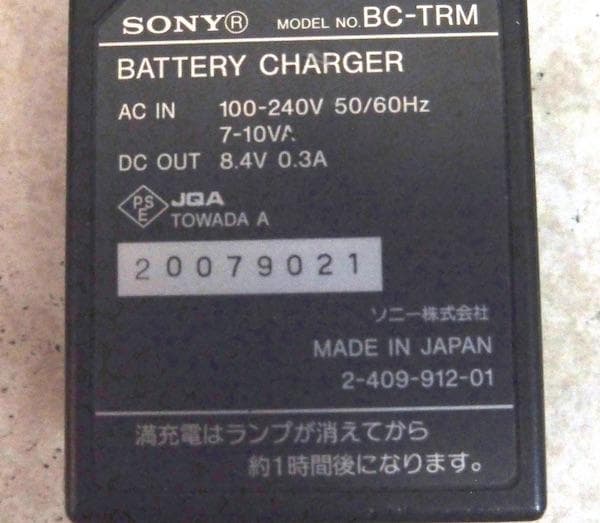 SONY® MODEL NO. BC-TRM
BATTERY CHARGER
AC IN 100-240V 50/60Hz
7-10VA
DC OUT 8.4V 0.3A
PS
E
JQA
TOWADA A
20079021
ソニー株式会社
MADE IN JAPAN
2-409-912-01
満充電はランプが消えてから
約1時間後になります。